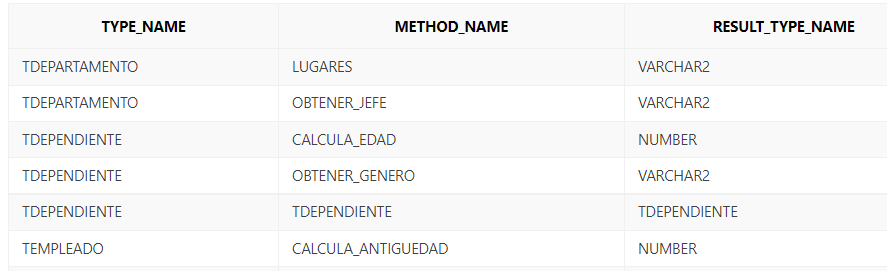 TYPE_NAME METHOD_NAME RESULT_TYPE_NAME
TDEPARTAMENTO LUGARES VARCHAR2
TDEPARTAMENTO OBTENER_JEFE VARCHAR2
TDEPENDIENTE CALCULA_EDAD NUMBER
TDEPENDIENTE OBTENER_GENERO VARCHAR2
TDEPENDIENTE TDEPENDIENTE TDEPENDIENTE
TEMPLEADO CALCULA_ANTIGUEDAD NUMBER